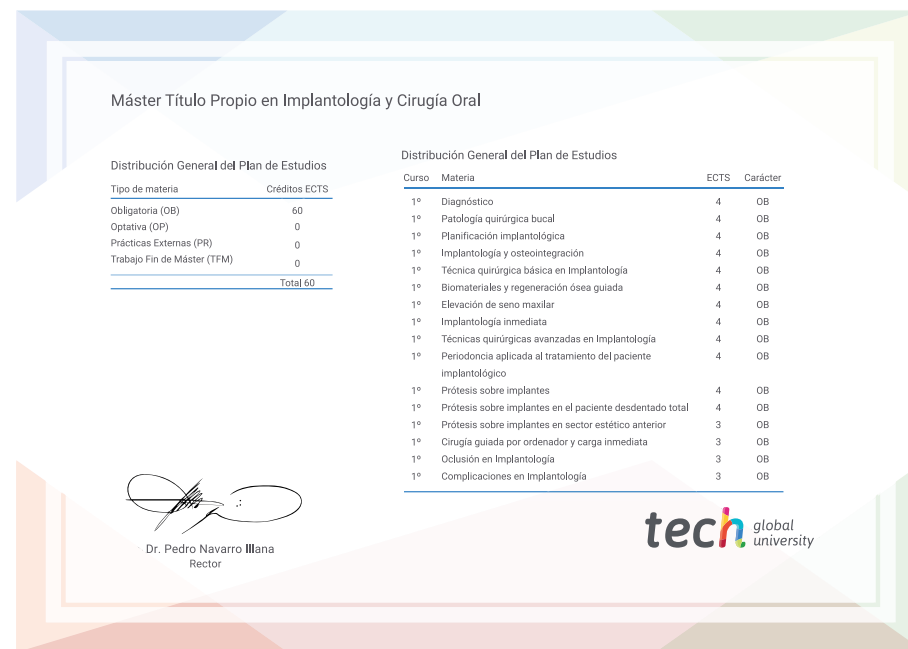 Máster Título Propio en Implantología y Cirugía Oral
Distribución General del Plan de Estudios
Tipo de materia Créditos ECTS
Obligatoria (OB) 60
Optativa (OP) 0
Prácticas Externas (PR) 0
Trabajo Fin de Máster (TFM) 0
Total 60
Distribución General del Plan de Estudios
Curso Materia ECTS Carácter
1º Diagnóstico 4 OB
1º Patología quirúrgica bucal 4 OB
1º Planificación implantológica 4 OB
1º Implantología y osteointegración 4 OB
1º Técnica quirúrgica básica en Implantología 4 OB
1º Biomateriales y regeneración ósea guiada 4 OB
1º Elevación de seno maxilar 4 OB
1º Implantología inmediata 4 OB
1º Técnicas quirúrgicas avanzadas en Implantología 4 OB
1º Periodoncia aplicada al tratamiento del paciente 4 OB
implantológico
1º Prótesis sobre implantes 4 OB
1º Prótesis sobre implantes en el paciente desdentado total 4 OB
1º Prótesis sobre implantes en sector estético anterior 3 OB
1º Cirugía guiada por ordenador y carga inmediata 3 OB
1º Oclusión en Implantología 3 OB
1º Complicaciones en Implantología 3 OB
Dr. Pedro Navarro Illana
Rector
tech global
university